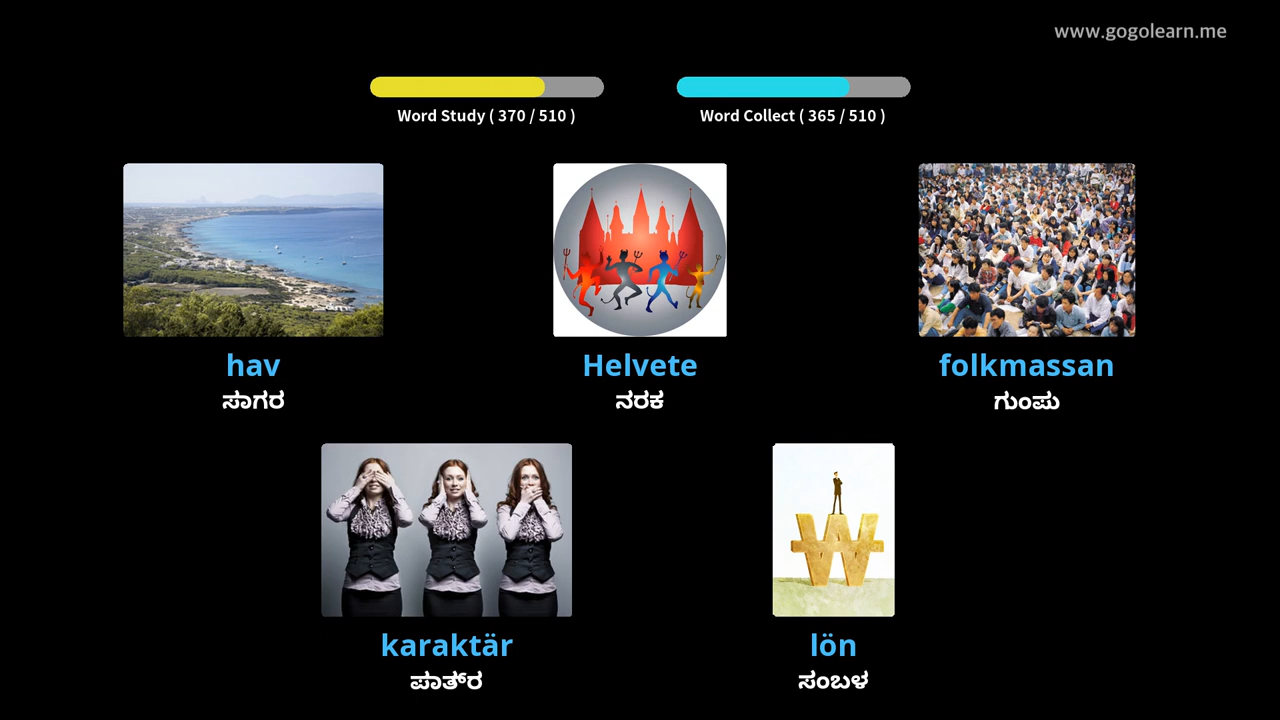 www.gogolearn.me
Word Study ( 370 / 510 )
Word Collect ( 365 / 510 )
hav
ಸಾಗರ
Helvete
ನರಕ
folkmassan
ಗುಂಪು
karaktär
ಪಾತ್ರ
lön
ಸಂಬಳ